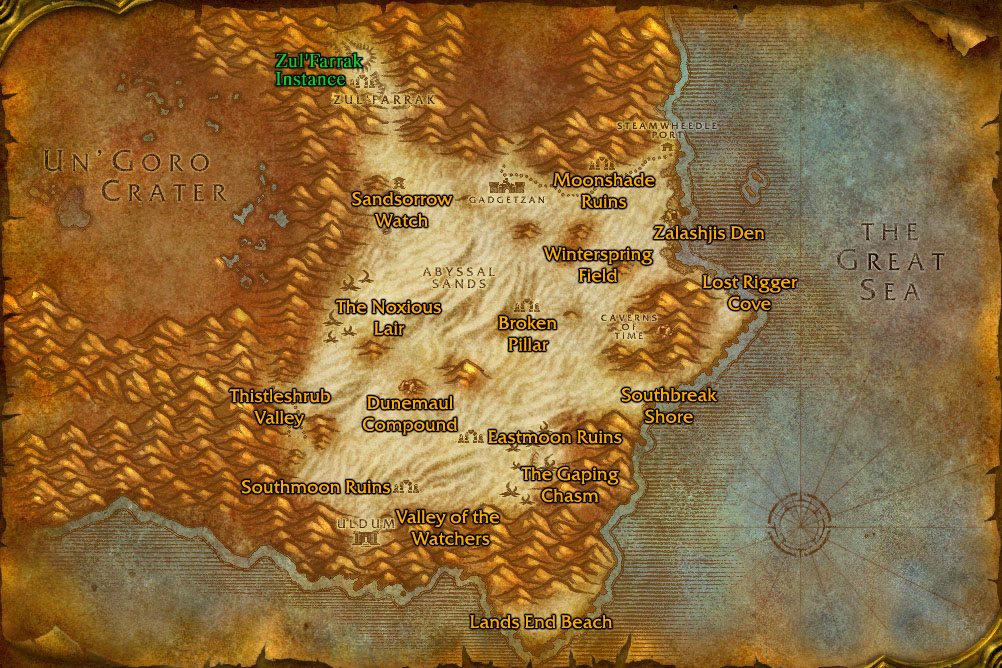 Zul'Farrak
Instance
ZUL'FARRAK
STEAMWHEEDLE
PORT
UN'GORO
CRATER
Moonshade
Ruins
Sandsorrow
Watch
GADGETZAN
Zalashjis Den
THE
GREAT
SEA
Winterspring
Field
ABYSSAL
SANDS
Lost Rigger
Cove
The Noxious
Lair
Broken
Pillar
CAVERNS
OF
TIME
Thistleshrub
Valley
Dunemaul
Compound
Southbreak
Shore
Eastmoon Ruins
The Gaping
Chasm
Southmoon Ruins
ULDUM
Valley of the
Watchers
Lands End Beach